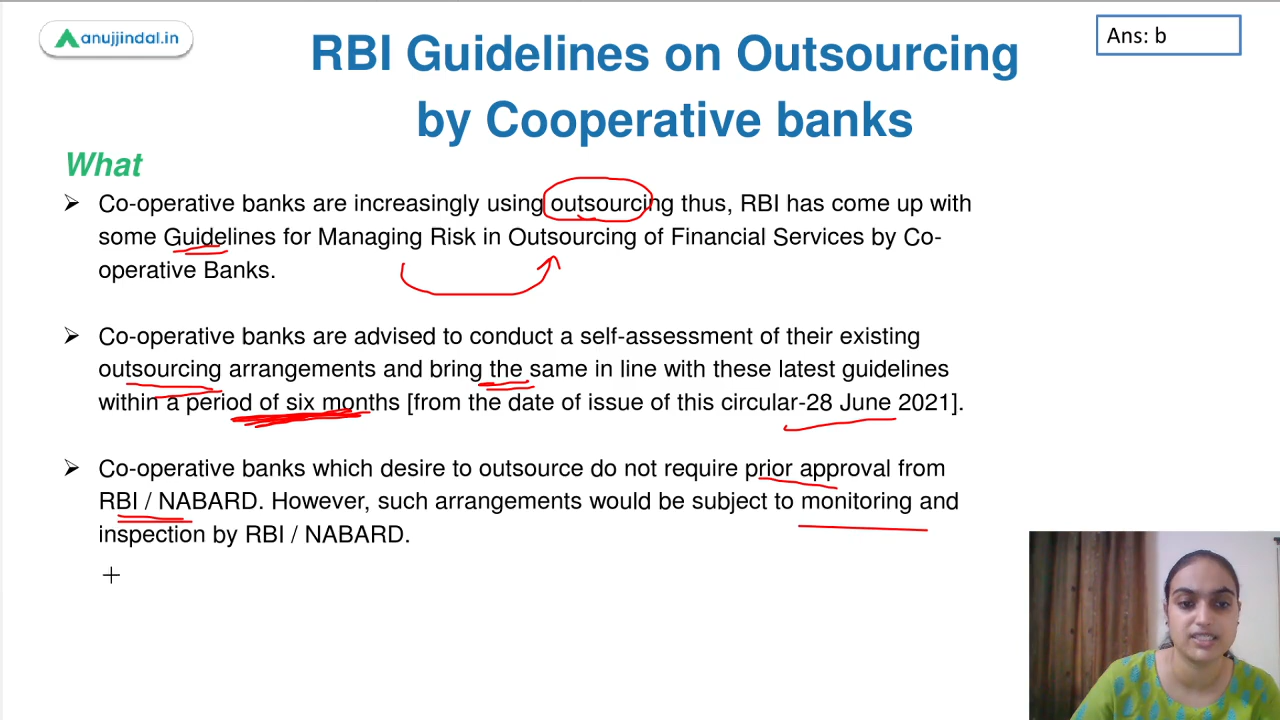 anujjindal.in
Ans: b
RBI Guidelines on Outsourcing
by Cooperative banks
What
Co-operative banks are increasingly using outsourcing thus, RBI has come up with
some Guidelines for Managing Risk in Outsourcing of Financial Services by Co-
operative Banks.
Co-operative banks are advised to conduct a self-assessment of their existing
outsourcing arrangements and bring the same in line with these latest guidelines
within a period of six months [from the date of issue of this circular-28 June 2021].
Co-operative banks which desire to outsource do not require prior approval from
RBI / NABARD. However, such arrangements would be subject to monitoring and
inspection by RBI / NABARD.